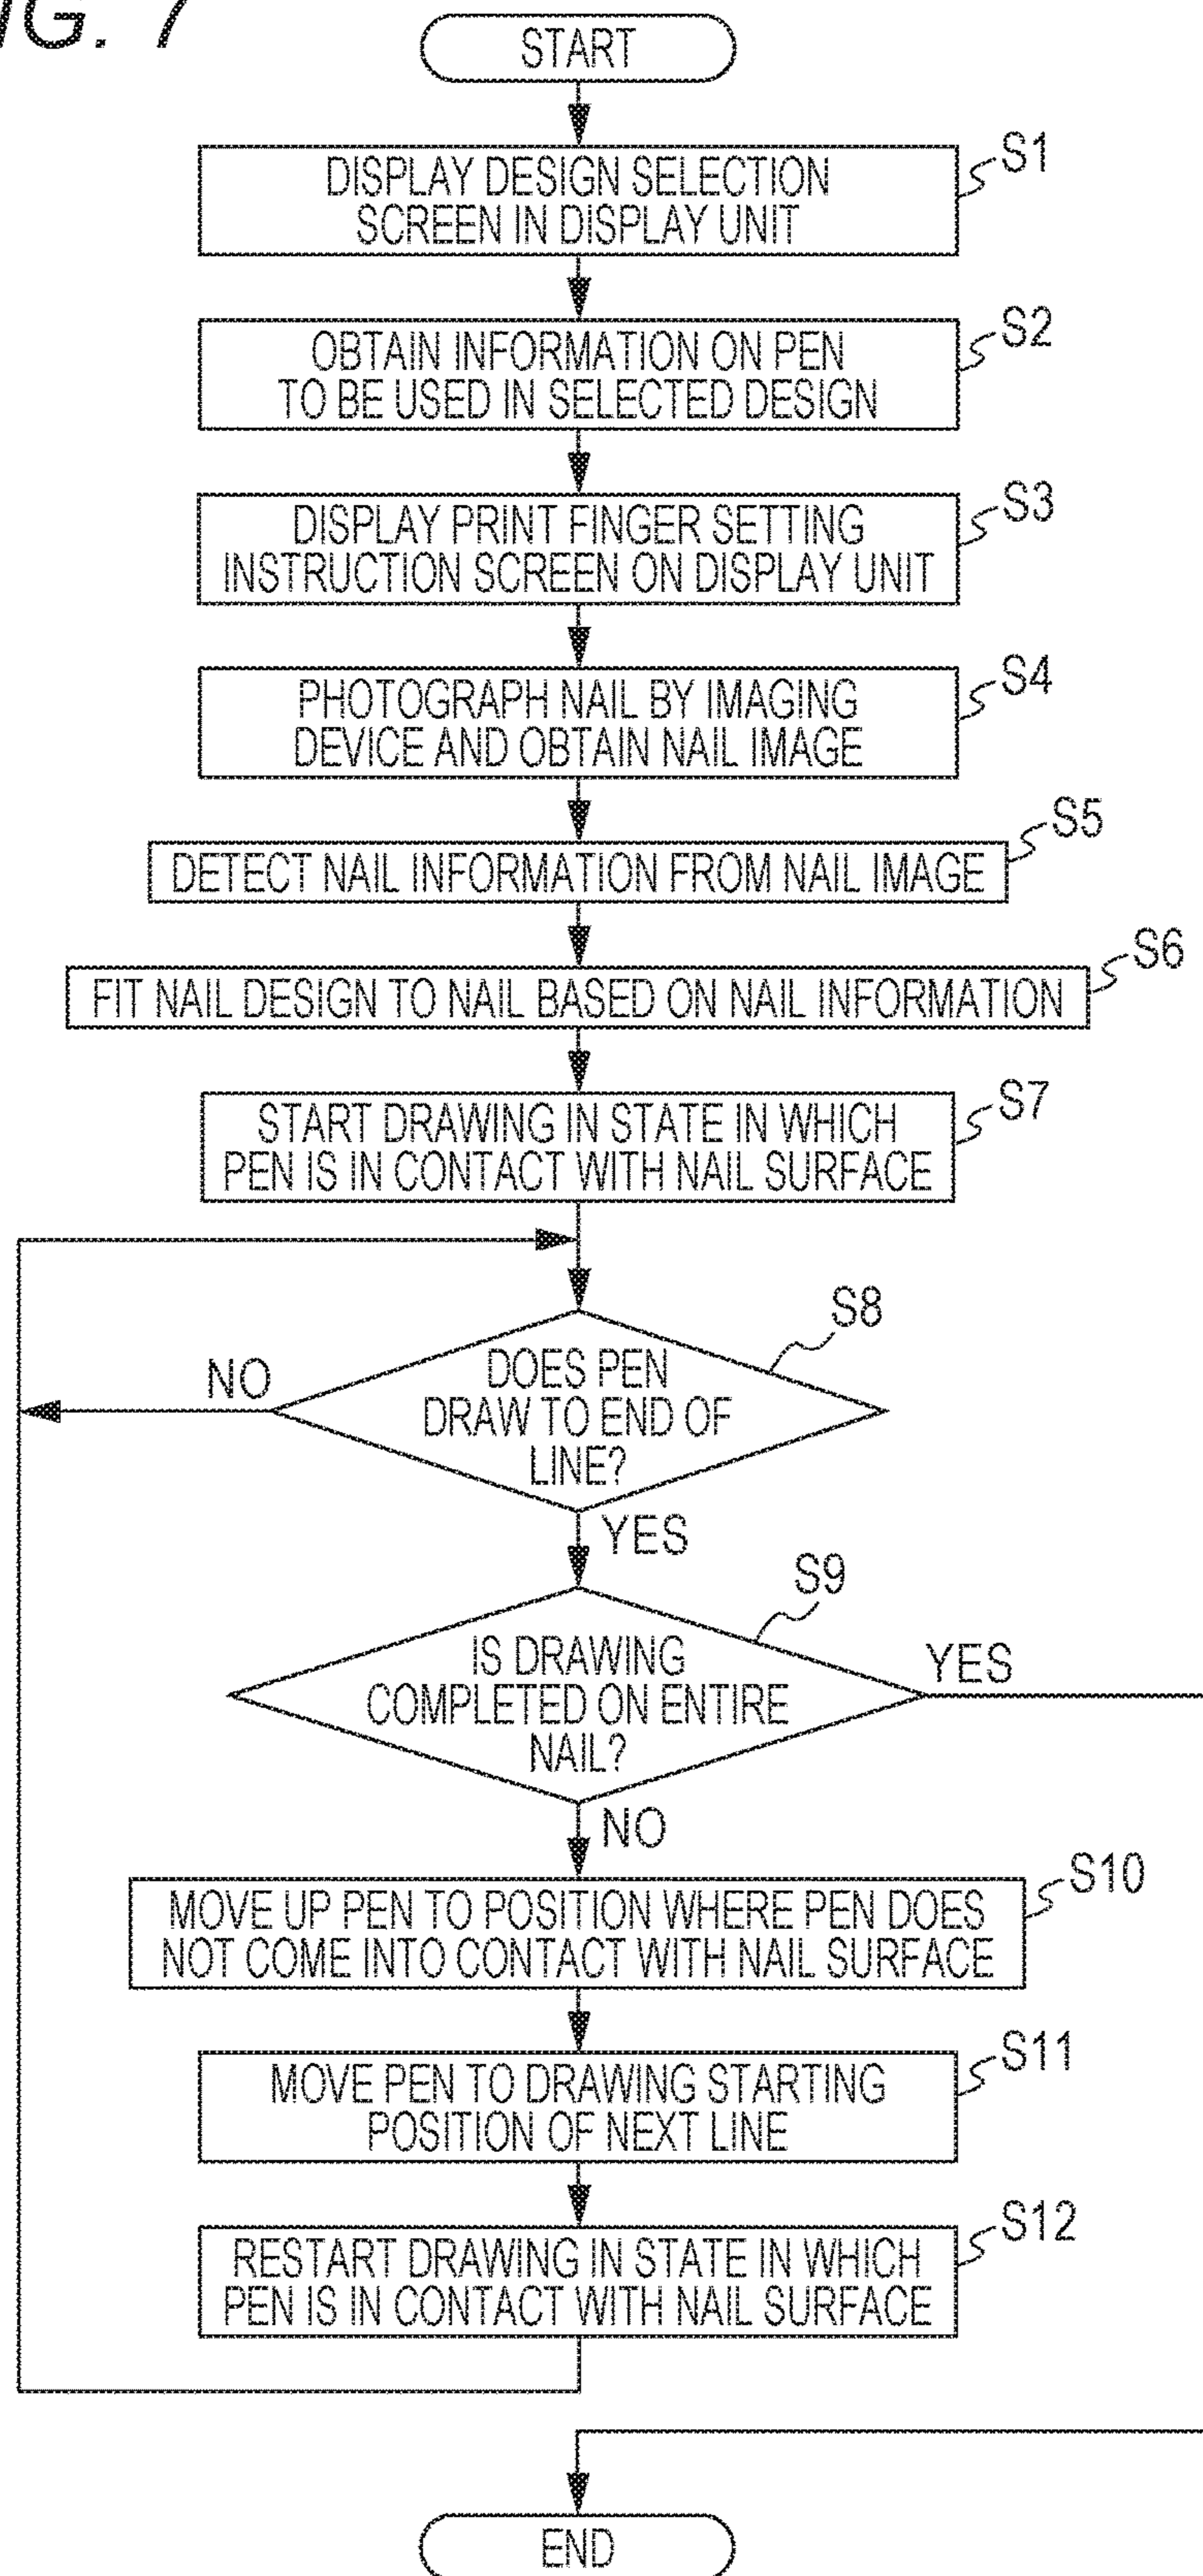 FIG. 7
START
DISPLAY DESIGN SELECTION
SCREEN IN DISPLAY UNIT
S1
OBTAIN INFORMATION ON PEN
TO BE USED IN SELECTED DESIGN
S2
DISPLAY PRINT FINGER SETTING
INSTRUCTION SCREEN ON DISPLAY UNIT
S3
PHOTOGRAPH NAIL BY IMAGING
DEVICE AND OBTAIN NAIL IMAGE
S4
DETECT NAIL INFORMATION FROM NAIL IMAGE
S5
FIT NAIL DESIGN TO NAIL BASED ON NAIL INFORMATION
S6
START DRAWING IN STATE IN WHICH
PEN IS IN CONTACT WITH NAIL SURFACE
S7
DOES PEN
DRAW TO END OF
LINE?
S8
NO
YES
IS DRAWING
COMPLETED ON ENTIRE
NAIL?
S9
YES
NO
MOVE UP PEN TO POSITION WHERE PEN DOES
NOT COME INTO CONTACT WITH NAIL SURFACE
S10
MOVE PEN TO DRAWING STARTING
POSITION OF NEXT LINE
S11
RESTART DRAWING IN STATE IN WHICH
PEN IS IN CONTACT WITH NAIL SURFACE
S12
END